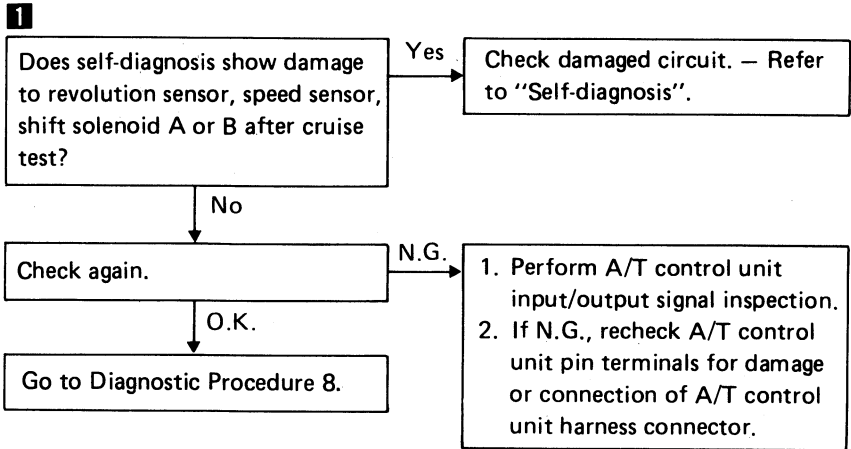 1
Does self-diagnosis show damage
to revolution sensor, speed sensor,
shift solenoid A or B after cruise
test?
Yes
Check damaged circuit. — Refer
to "Self-diagnosis".
No
Check again.
N.G.
1. Perform A/T control unit
input/output signal inspection.
2. If N.G., recheck A/T control
unit pin terminals for damage
or connection of A/T control
unit harness connector.
O.K.
Go to Diagnostic Procedure 8.